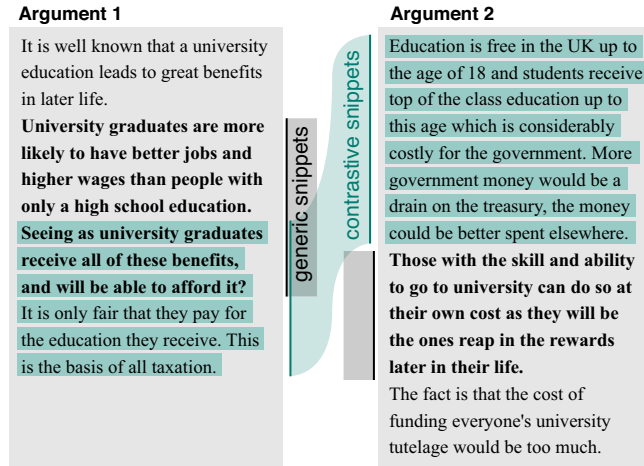 Argument 1
It is well known that a university
education leads to great benefits
in later life.
University graduates are more
likely to have better jobs and
higher wages than people with
only a high school education.
Seeing as university graduates
receive all of these benefits,
and will be able to afford it?
It is only fair that they pay for
the education they receive. This
is the basis of all taxation.
generic snippets
contrastive snippets
Argument 2
Education is free in the UK up to
the age of 18 and students receive
top of the class education up to
this age which is considerably
costly for the government. More
government money would be a
drain on the treasury, the money
could be better spent elsewhere.
Those with the skill and ability
to go to university can do so at
their own cost as they will be
the ones reap in the rewards
later in their life.
The fact is that the cost of
funding everyone's university
tutelage would be too much.